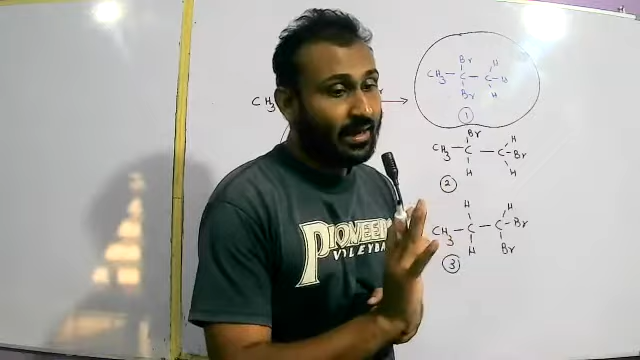 CH3
Br H
CH3 – C – C – H
Br H
1
Br H
CH3 – C – C – Br
H H
2
H H
CH3 – C – C – Br
H Br
3
PIONEER
VOLLEYBA